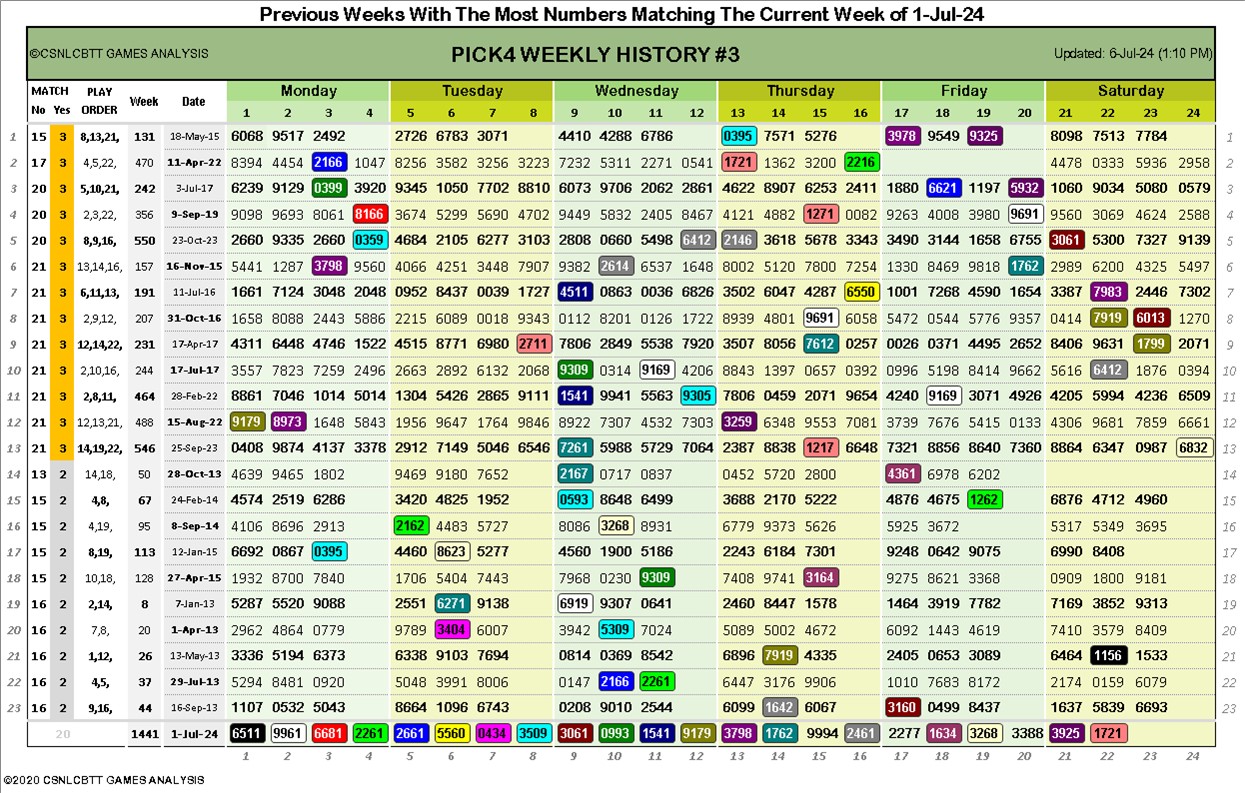 Previous Weeks With The Most Numbers Matching The Current Week of 1-Jul-24
©CSNLCBTT GAMES ANALYSIS PICK4 WEEKLY HISTORY #3 Updated: 6-Jul-24 (1:10 PM)
MATCH PLAY Week Date Monday Tuesday Wednesday Thursday Friday Saturday
No Yes ORDER 1 2 3 4 5 6 7 8 9 10 11 12 13 14 15 16 17 18 19 20 21 22 23 24
1 15 3 8,13,21, 131 18-May-15 6068 9517 2492 2726 6783 3071 4410 4288 6786 0395 7571 5276 3978 9549 9325 8098 7513 7784 1
2 17 3 4,5,22, 470 11-Apr-22 8394 4454 2166 1047 8256 3582 3256 3223 7232 5311 2271 0541 1721 1362 3200 2216 4478 0333 5936 2958 2
3 20 3 5,10,21, 242 3-Jul-17 6239 9129 0399 3920 9345 1050 7702 8810 6073 9706 2062 2861 4622 8907 6253 2411 1880 6621 1197 5932 1060 9034 5080 0579 3
4 20 3 2,3,22, 356 9-Sep-19 9098 9693 8061 8166 3674 5299 5690 4702 9449 5832 2405 8467 4121 4882 1271 0082 9263 4008 3980 9691 9560 3069 4624 2588 4
5 20 3 8,9,16, 550 23-Oct-23 2660 9335 2660 0359 4684 2105 6277 3103 2808 0660 5498 6412 2146 3618 5678 3343 3490 3144 1658 6755 3061 5300 7327 9139 5
6 21 3 13,14,16, 157 16-Nov-15 5441 1287 3798 9560 4066 4251 3448 7907 9382 2614 6537 1648 8002 5120 7800 7254 1330 8469 9818 1762 2989 6200 4325 5497 6
7 21 3 6,11,13, 191 11-Jul-16 1661 7124 3048 2048 0952 8437 0039 1727 4511 0863 0036 6826 3502 6047 4287 6550 1001 7268 4590 1654 3387 7983 2446 7302 7
8 21 3 2,9,12, 207 31-Oct-16 1658 8088 2443 5886 2215 6089 0018 9343 0112 8201 0126 1722 8939 4801 9691 6058 5472 0544 5776 9357 0414 7919 6013 1270 8
9 21 3 12,14,22, 231 17-Apr-17 4311 6448 4746 1522 4515 8771 6980 2711 7806 2849 5538 7920 3507 8056 7612 0257 0026 0371 4495 2652 8406 9631 1799 2071 9
10 21 3 2,10,16, 244 17-Jul-17 3557 7823 7259 2496 2663 2892 6132 2068 9309 0314 9169 4206 8843 1397 0657 0392 0996 5198 8414 9662 5616 6412 1876 0394 10
11 21 3 2,8,11, 464 28-Feb-22 8861 7046 1014 5014 1304 5426 2865 9111 1541 9941 5563 9305 7806 0459 2071 9654 4240 9169 3071 4926 4205 5994 4236 6509 11
12 21 3 12,13,21, 488 15-Aug-22 9179 8973 1648 5843 1956 9647 1764 9846 8922 7307 4532 7303 3259 6348 9553 7081 3739 7676 5415 0133 4306 9681 7859 6661 12
13 21 3 14,19,22, 546 25-Sep-23 0408 9874 4137 3378 2912 7149 5046 6546 7261 5988 5729 7064 2387 8838 1217 6648 7321 8856 8640 7360 8864 6347 0987 6832 13
14 13 2 14,18, 50 28-Oct-13 4639 9465 1802 9469 9180 7652 2167 0717 0837 0452 5720 2800 4361 6978 6202 14
15 15 2 4,8, 67 24-Feb-14 4574 2519 6286 3420 4825 1952 0593 8648 6499 3688 2170 5222 4876 4675 1262 6876 4712 4960 15
16 15 2 4,19, 95 8-Sep-14 4106 8696 2913 2162 4483 5727 8086 3268 8931 6779 9373 5626 5925 3672 5317 5349 3695 16
17 15 2 8,19, 113 12-Jan-15 6692 0867 0395 4460 8623 5277 4560 1900 5186 2243 6184 7301 9248 0642 9075 6990 8408 17
18 15 2 10,18, 128 27-Apr-15 1932 8700 7840 1706 5404 7443 7968 0230 9309 7408 9741 3164 9275 8621 3368 0909 1800 9181 18
19 16 2 2,14, 8 7-Jan-13 5287 5520 9088 2551 6271 9138 6919 9307 0641 2460 8447 1578 1464 3919 7782 7169 3852 9313 19
20 16 2 7,8, 20 1-Apr-13 2962 4864 0779 9789 3404 6007 3942 5309 7024 5089 5002 4672 6092 1443 4619 7410 3579 8409 20
21 16 2 1,12, 26 13-May-13 3336 5194 6373 6338 9103 7694 0814 0369 8542 6896 7919 4335 2405 0653 3089 6464 1156 1533 21
22 16 2 4,5, 37 29-Jul-13 5294 8481 0920 5048 3991 8006 0147 2166 2261 6447 3176 9906 1010 7683 8172 2174 0159 6079 22
23 16 2 9,16, 44 16-Sep-13 1107 0532 5043 8664 1096 6743 0208 9010 2544 6099 1642 6067 3160 0499 8437 1637 5839 6693 23
20 1441 1-Jul-24 6511 9961 6681 2261 2661 5560 0434 3509 3061 0993 1541 9179 3798 1762 9994 2461 2277 1634 3268 3388 3925 1721
1 2 3 4 5 6 7 8 9 10 11 12 13 14 15 16 17 18 19 20 21 22 23 24
©2020 CSNLCBTT GAMES ANALYSIS